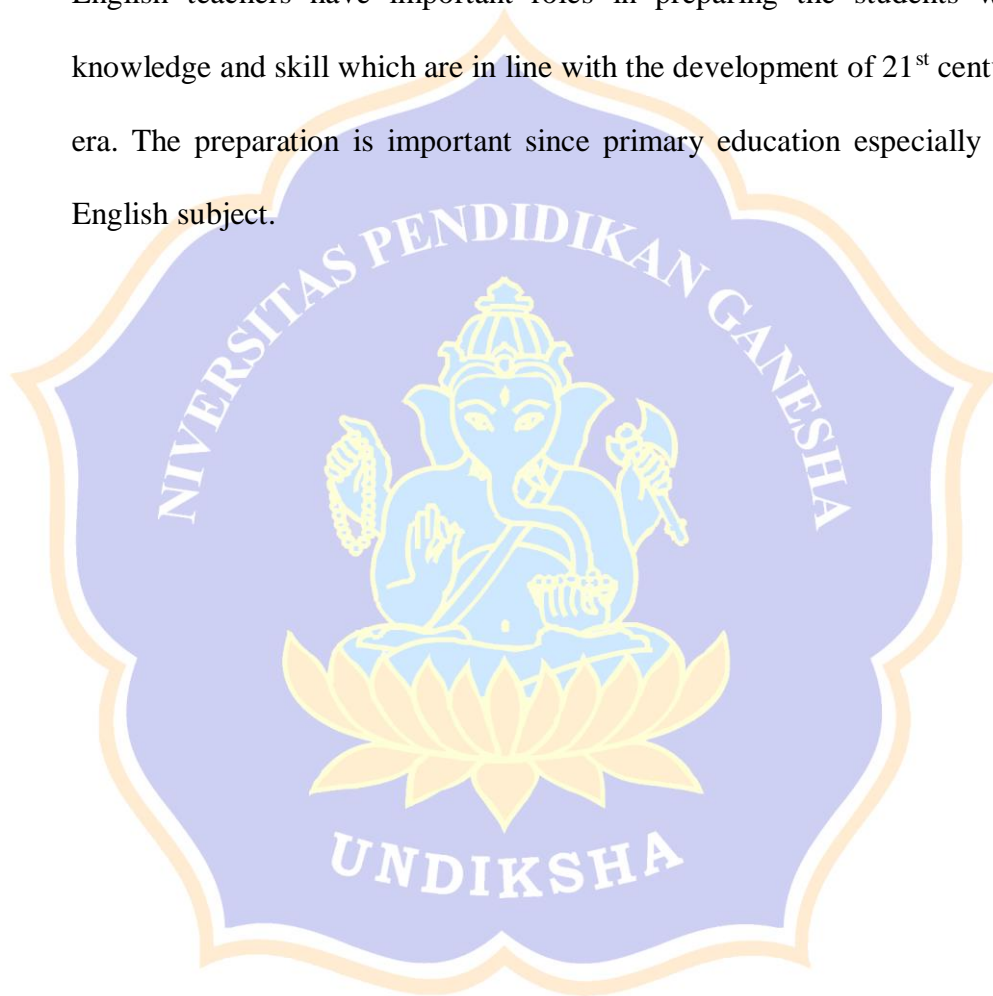 English teachers have important roles in preparing the students w
knowledge and skill which are in line with the development of 21st cent
era. The preparation is important since primary education especially
English subject.
NIVERSITAS PENDIDIKAN GANESHA
UNDIKSHA